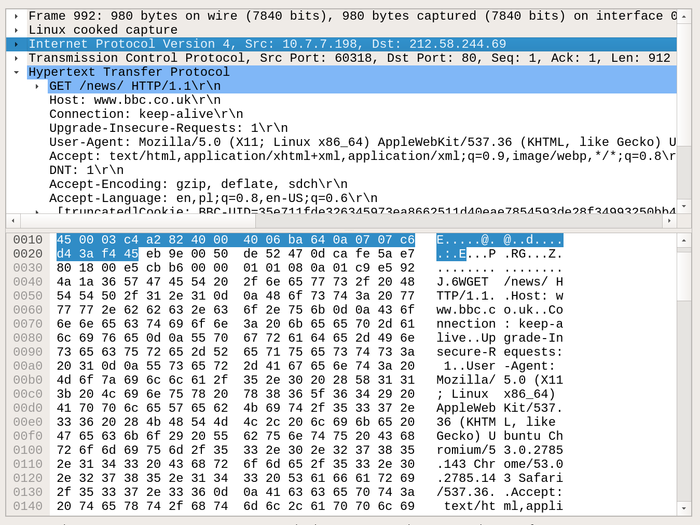 Frame 992: 980 bytes on wire (7840 bits), 980 bytes captured (7840 bits) on interface 0
Linux cooked capture
Internet Protocol Version 4, Src: 10.7.7.198, Dst: 212.58.244.69
Transmission Control Protocol, Src Port: 60318, Dst Port: 80, Seq: 1, Ack: 1, Len: 912
Hypertext Transfer Protocol
GET /news/ HTTP/1.1\r\n
Host: www.bbc.co.uk\r\n
Connection: keep-alive\r\n
Upgrade-Insecure-Requests: 1\r\n
User-Agent: Mozilla/5.0 (X11; Linux x86_64) AppleWebKit/537.36 (KHTML, like Gecko) U
Accept: text/html,application/xhtml+xml,application/xml;q=0.9,image/webp,*/*;q=0.8\r
DNT: 1\r\n
Accept-Encoding: gzip, deflate, sdch\r\n
Accept-Language: en,pl;q=0.8,en-US;q=0.6\r\n
[truncated]Cookie: BBC-UID=35e711fde326345973ea8662511d40eae7854593de28f34993250bb4
0010 45 00 03 c4 a2 82 40 00 40 06 ba 64 0a 07 07 c6 E.....@. @..d....
0020 d4 3a f4 45 eb 9e 00 50 de 52 47 0d ca fe 5a e7 .:.E...P .RG...Z.
0030 80 18 00 e5 cb b6 00 00 01 01 08 0a 01 c9 e5 92 ........ ........
0040 4a 1a 36 57 47 45 54 20 2f 6e 65 77 73 2f 20 48 J.6WGET /news/ H
0050 54 54 50 2f 31 2e 31 0d 0a 48 6f 73 74 3a 20 77 TTP/1.1. .Host: w
0060 77 77 2e 62 62 63 2e 63 6f 2e 75 6b 0d 0a 43 6f ww.bbc.c o.uk..Co
0070 6e 6e 65 63 74 69 6f 6e 3a 20 6b 65 65 70 2d 61 nnection : keep-a
0080 6c 69 76 65 0d 0a 55 70 67 72 61 64 65 2d 49 6e live..Up grade-In
0090 73 65 63 75 72 65 2d 52 65 71 75 65 73 74 73 3a secure-R equests:
00a0 20 31 0d 0a 55 73 65 72 2d 41 67 65 6e 74 3a 20 1..User -Agent:
00b0 4d 6f 7a 69 6c 6c 61 2f 35 2e 30 20 28 58 31 31 Mozilla/ 5.0 (X11
00c0 3b 20 4c 69 6e 75 78 20 78 38 36 5f 36 34 29 20 ; Linux x86_64)
00d0 41 70 70 6c 65 57 65 62 4b 69 74 2f 35 33 37 2e AppleWeb Kit/537.
00e0 33 36 20 28 4b 48 54 4d 4c 2c 20 6c 69 6b 65 20 36 (KHTM L, like
00f0 47 65 63 6b 6f 29 20 55 62 75 6e 74 75 20 43 68 Gecko) U buntu Ch
0100 72 6f 6d 69 75 6d 2f 35 33 2e 30 2e 32 37 38 35 romium/5 3.0.2785
0110 2e 31 34 33 20 43 68 72 6f 6d 65 2f 35 33 2e 30 .143 Chr ome/53.0
0120 2e 32 37 38 35 2e 31 34 33 20 53 61 66 61 72 69 .2785.14 3 Safari
0130 2f 35 33 37 2e 33 36 0d 0a 41 63 63 65 70 74 3a /537.36. .Accept:
0140 20 74 65 78 74 2f 68 74 6d 6c 2c 61 70 70 6c 69 text/ht ml,appli